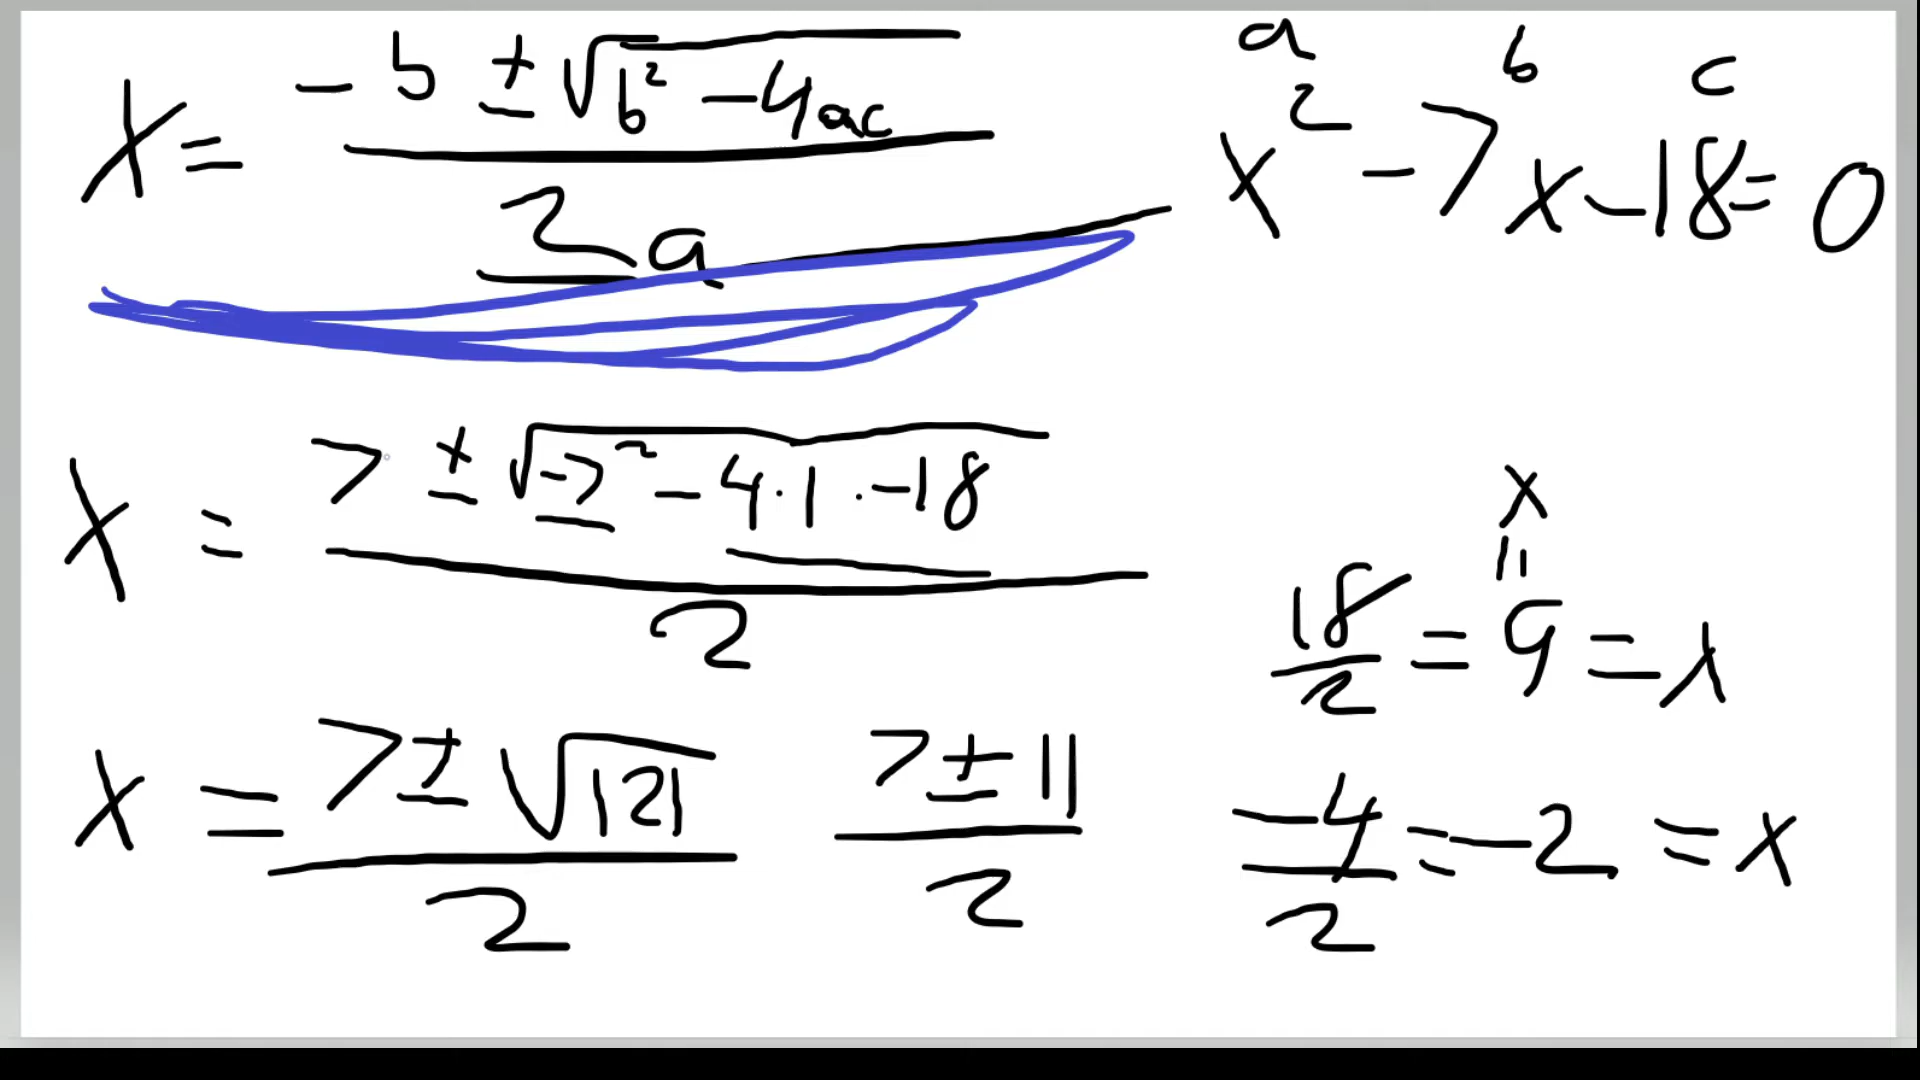 x = -b ± √b² - 4ac
2a
a b c
x² - 7x - 18 = 0
x = 7 ± √-7² - 4·1·-18
2
x = 7 ± √121
2
7 ± 11
2
x
=
18/2 = 9 = x
-4/2 = -2 = x